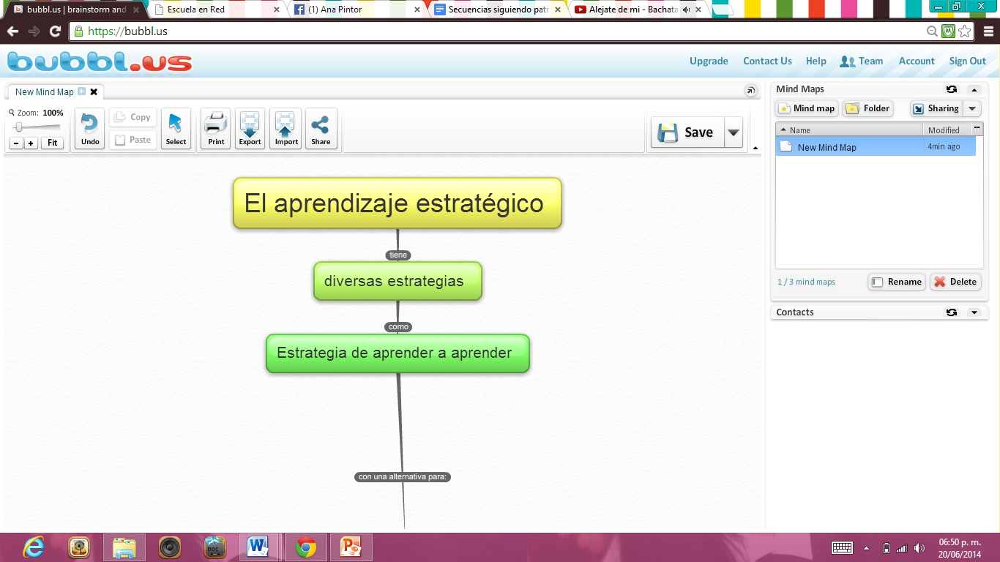 bubbl.us | brainstorm and
Escuela en Red
(1) Ana Pintor
Secuencias siguiendo patr
Alejate de mi - Bachata
https://bubbl.us
bubbl.us
Upgrade
Contact Us
Help
Team
Account
Sign Out
New Mind Map
Zoom: 100%
Fit
Undo
Copy
Paste
Select
Print
Export
Import
Share
Save
Mind Maps
Mind map
Folder
Sharing
Name
Modified
New Mind Map
4min ago
1 / 3 mind maps
Rename
Delete
Contacts
El aprendizaje estratégico
tiene
diversas estrategias
como
Estrategia de aprender a aprender
con una alternativa para:
DOC
06:50 p. m.
20/06/2014